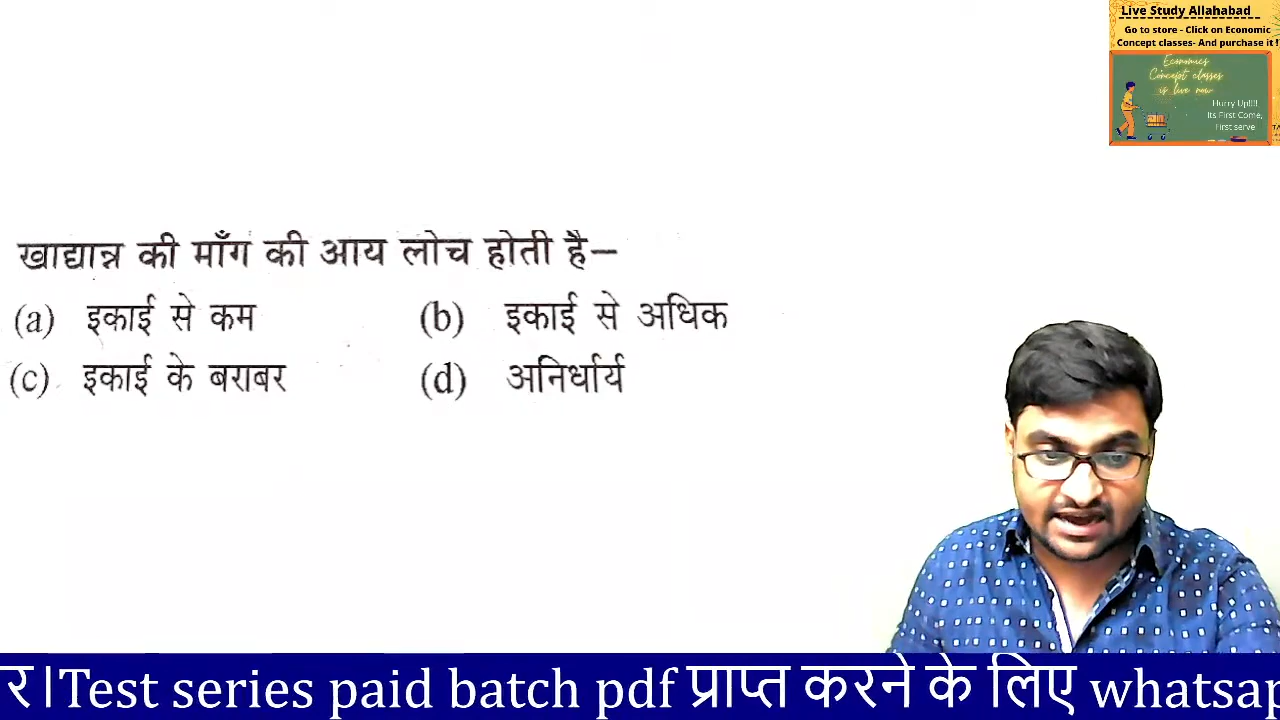 Live Study Allahabad
Go to store - Click on Economic
Concept classes- And purchase it !
Economics
Concept classes
is live now
Hurry Up!!!!
Its First Come,
First serve
खाद्यान्न की माँग की आय लोच होती है–
(a) इकाई से कम (b) इकाई से अधिक
(c) इकाई के बराबर (d) अनिर्धार्य
र।Test series paid batch pdf प्राप्त करने के लिए whatsap